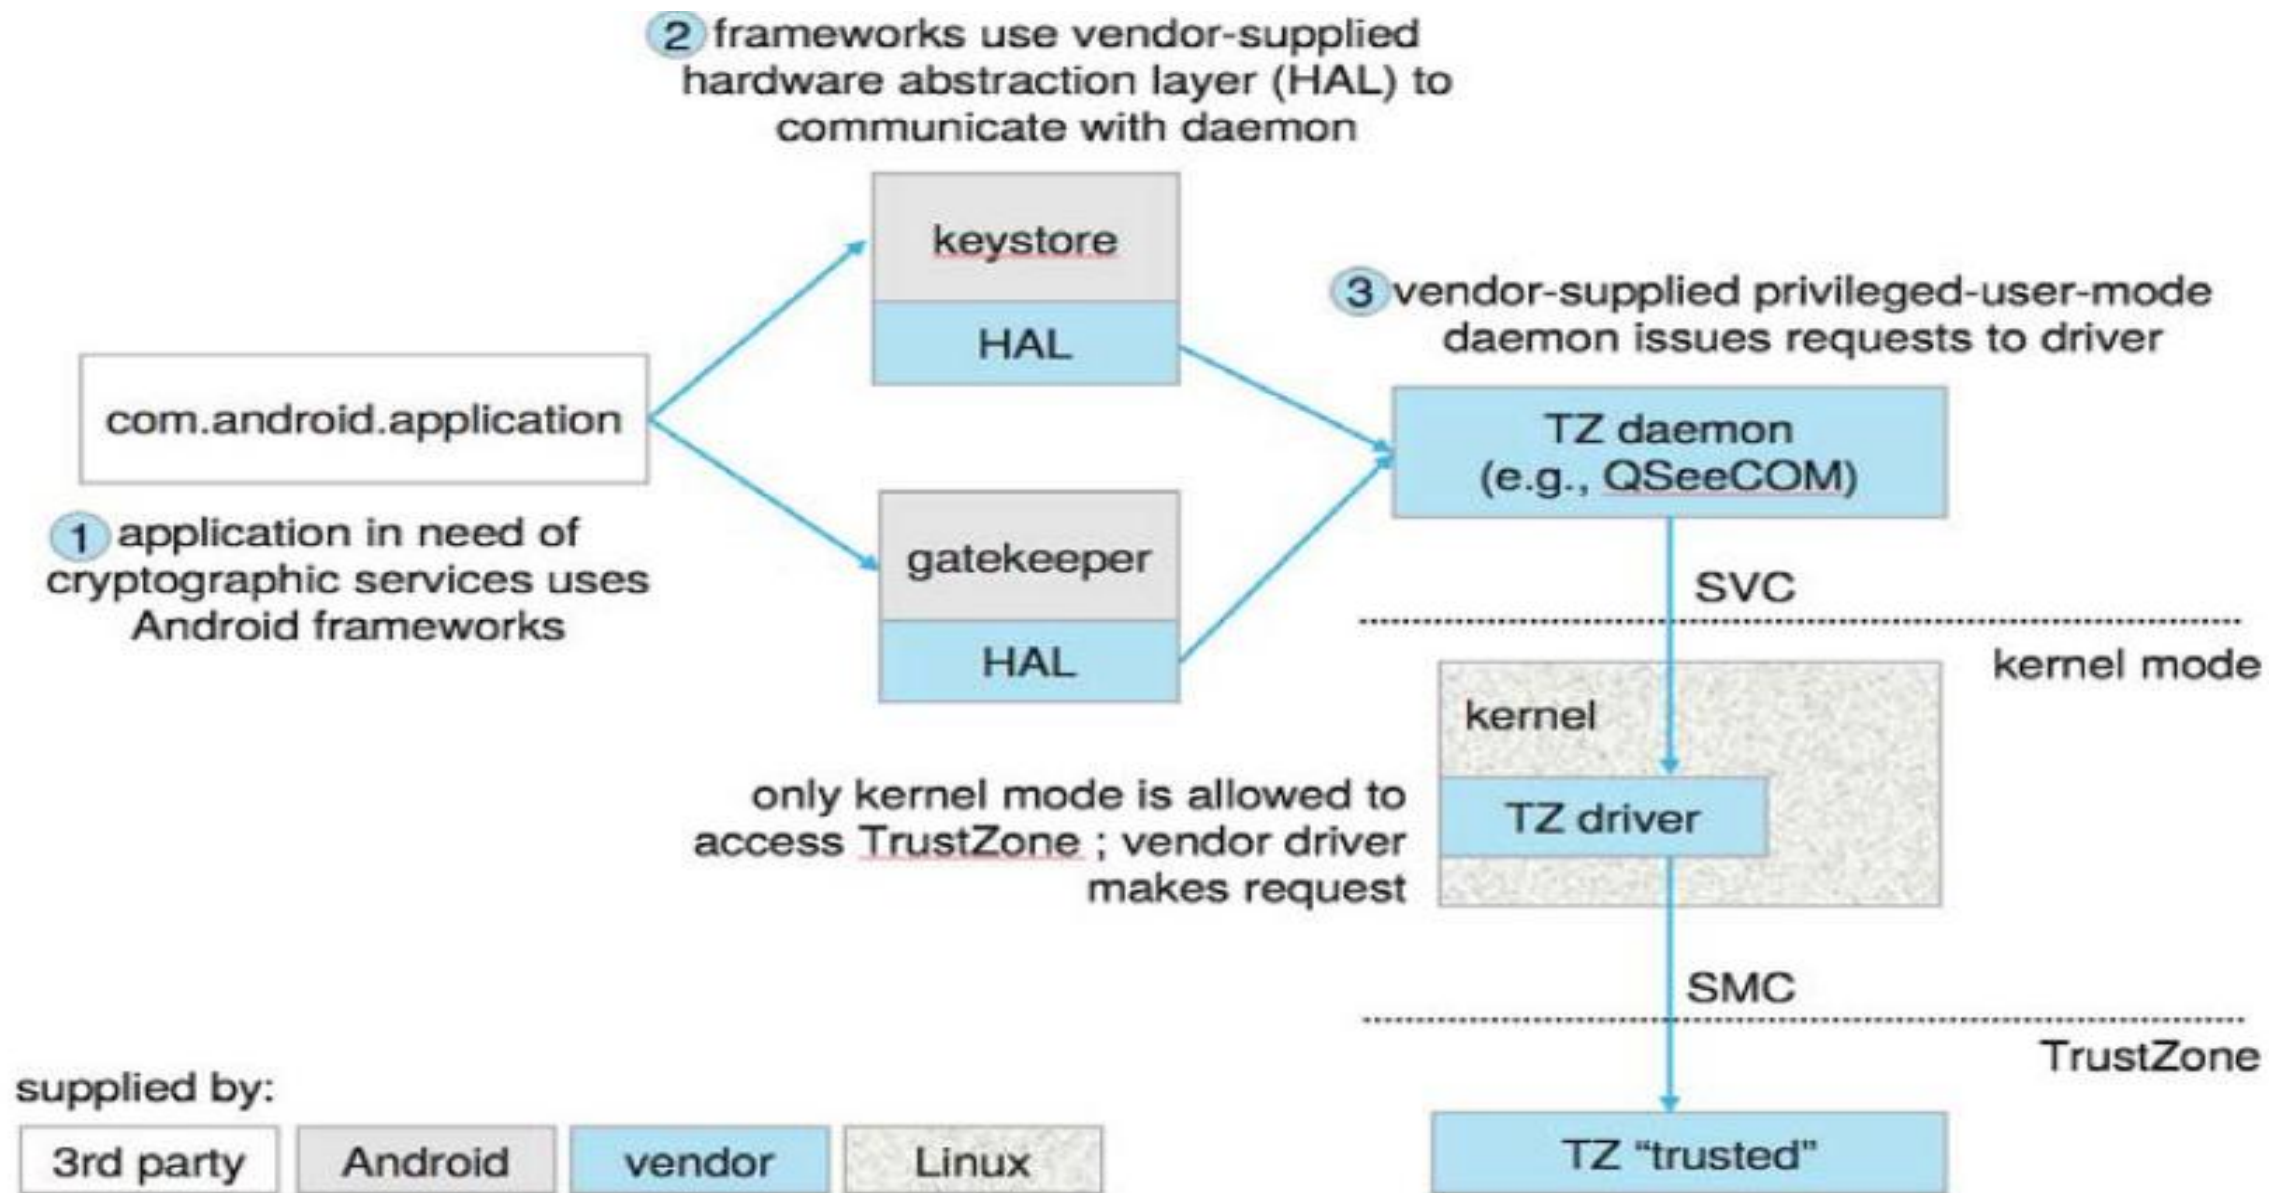 2 frameworks use vendor-supplied
hardware abstraction layer (HAL) to
communicate with daemon
keystore
HAL
com.android.application
1 application in need of
cryptographic services uses
Android frameworks
gatekeeper
HAL
3 vendor-supplied privileged-user-mode
daemon issues requests to driver
TZ daemon
(e.g., QSeeCOM)
SVC
kernel mode
kernel
only kernel mode is allowed to
access TrustZone ; vendor driver
makes request
TZ driver
SMC
TrustZone
TZ “trusted”
supplied by:
3rd party
Android
vendor
Linux